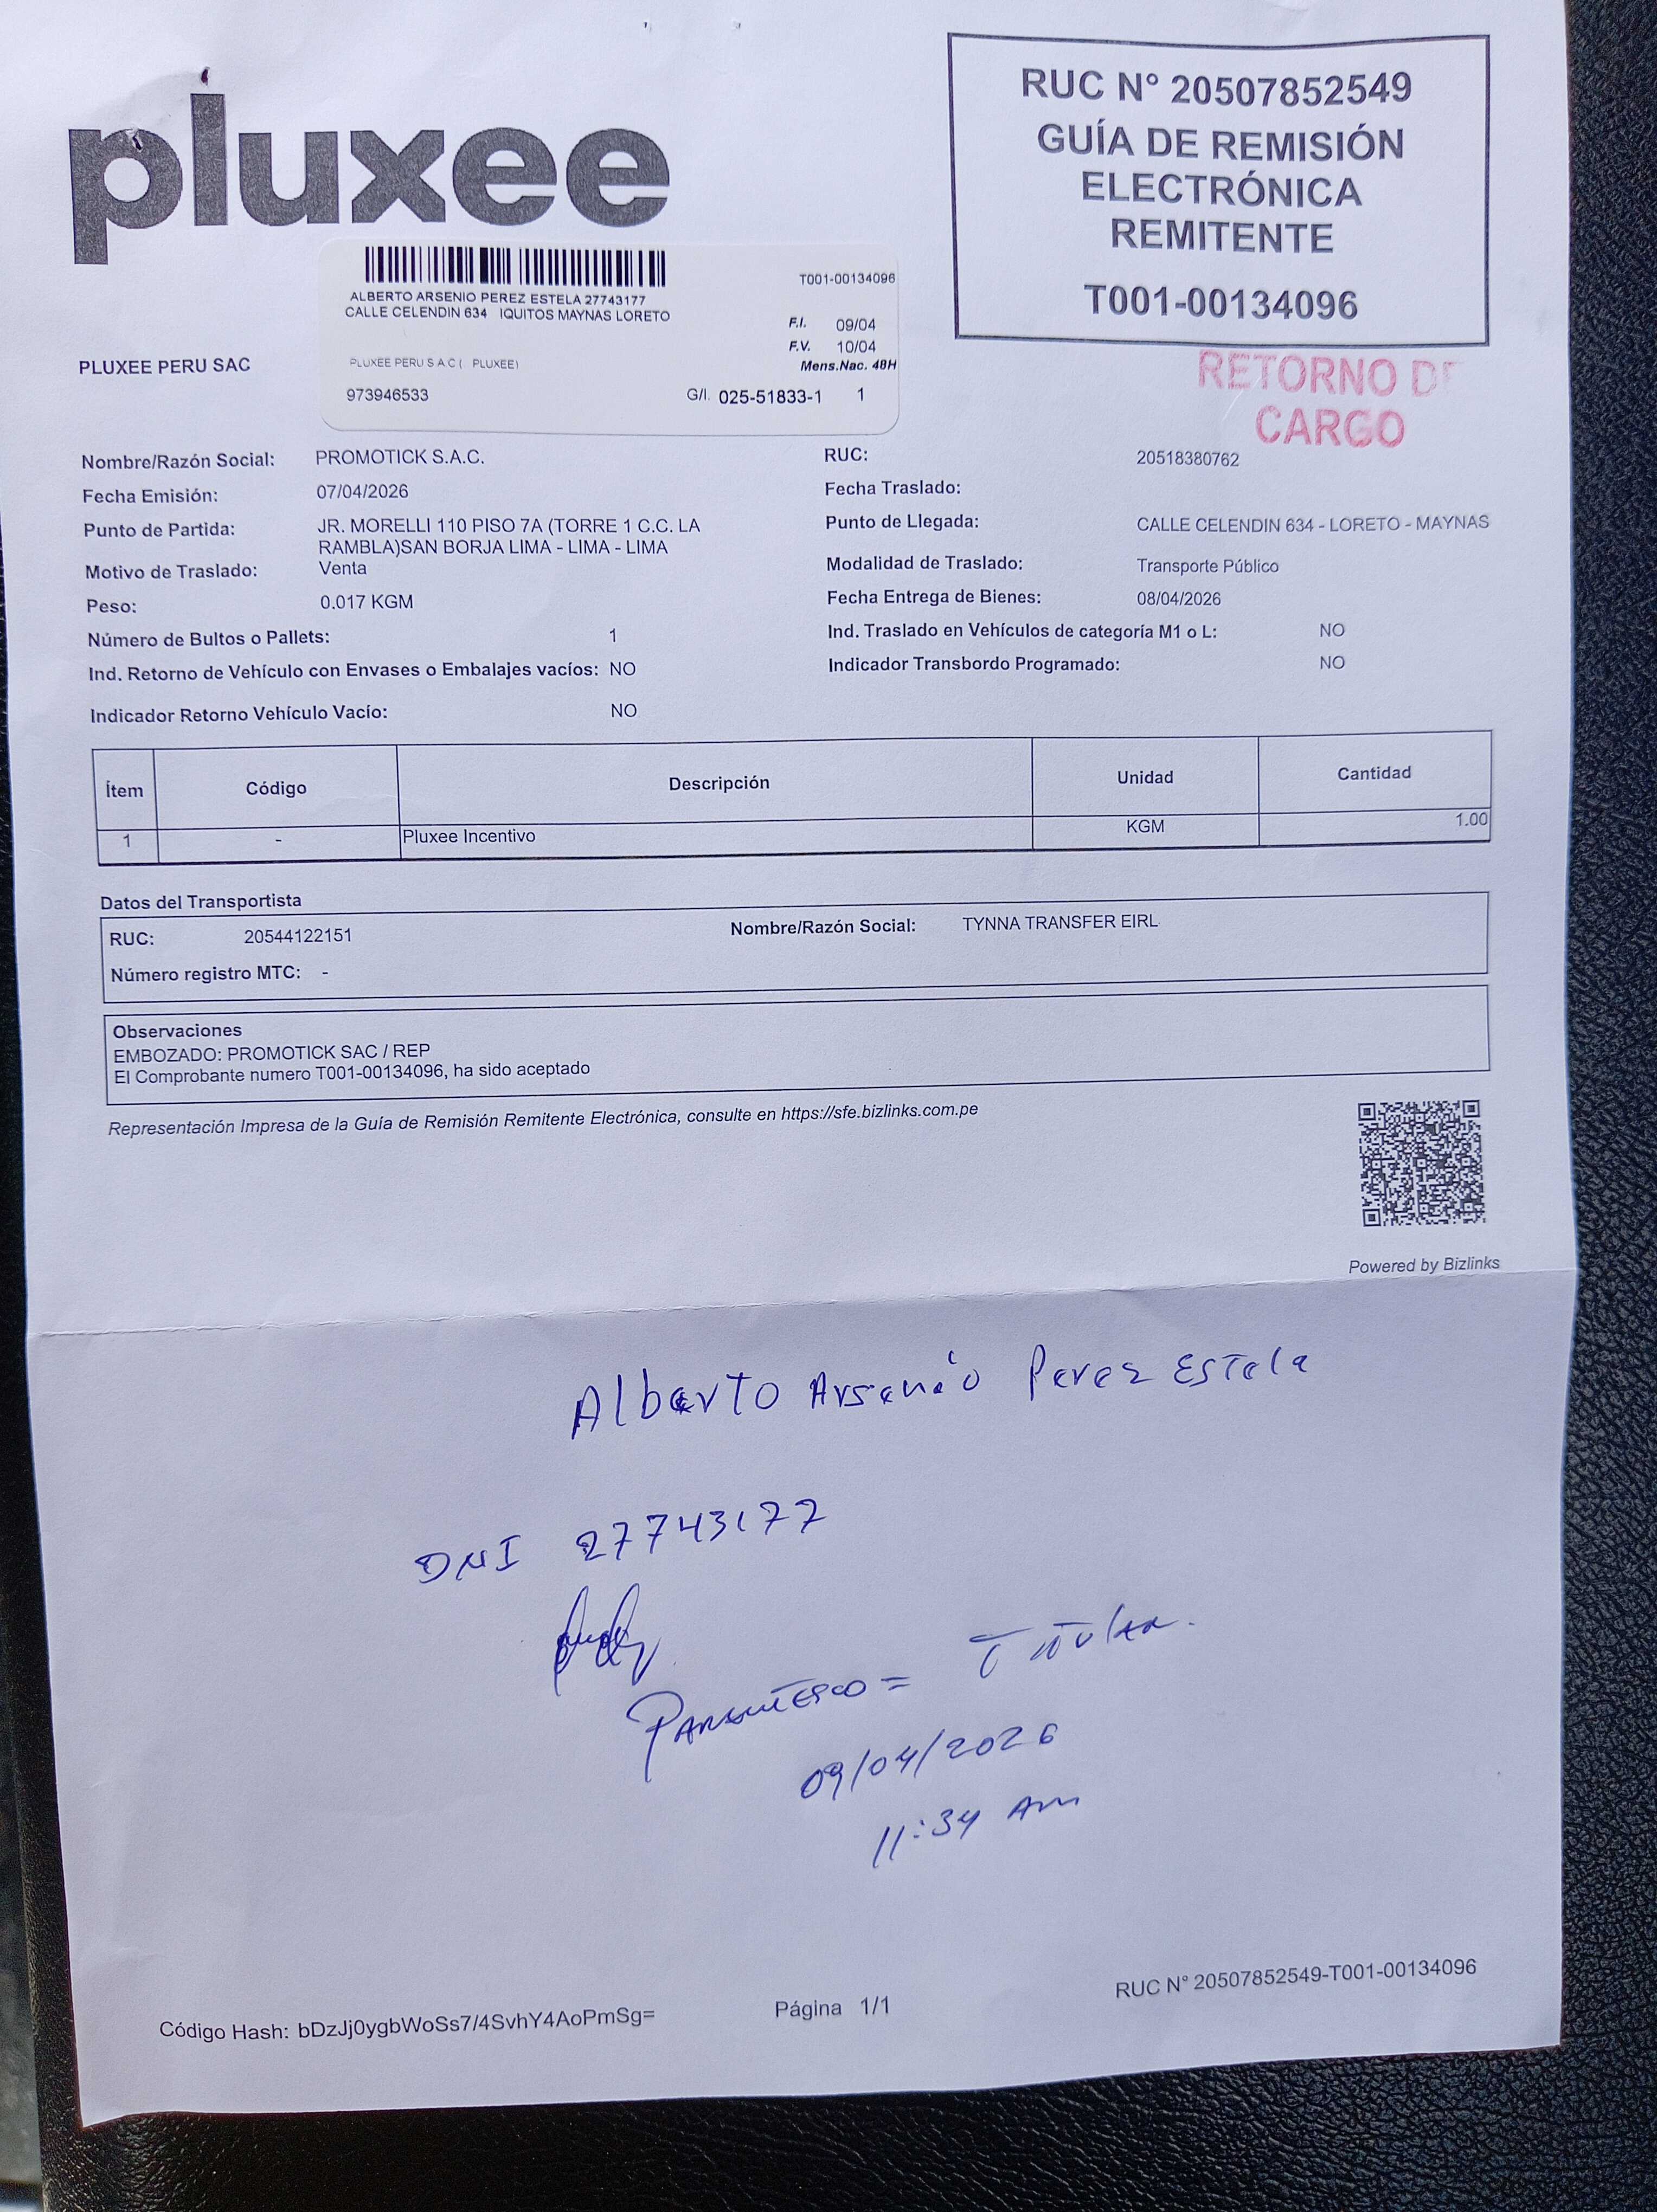 pluxee
RUC N° 20507852549
GUÍA DE REMISIÓN
ELECTRÓNICA
REMITENTE
T001-00134096
T001-00134096
ALBERTO ARSENIO PEREZ ESTELA 27743177
CALLE CELENDIN 634 IQUITOS MAYNAS LORETO
F.I. 09/04
F.V. 10/04
PLUXEE PERU S A C ( PLUXEE)
Mens.Nac. 48H
973946533
G/I. 025-51833-1 1
PLUXEE PERU SAC
RETORNO DE
CARGO
Nombre/Razón Social: PROMOTICK S.A.C.
RUC: 20518380762
Fecha Emisión: 07/04/2026
Fecha Traslado:
Punto de Partida: JR. MORELLI 110 PISO 7A (TORRE 1 C.C. LA
RAMBLA)SAN BORJA LIMA - LIMA - LIMA
Punto de Llegada: CALLE CELENDIN 634 - LORETO - MAYNAS
Motivo de Traslado: Venta
Modalidad de Traslado: Transporte Público
Peso: 0.017 KGM
Fecha Entrega de Bienes: 08/04/2026
Número de Bultos o Pallets: 1
Ind. Traslado en Vehículos de categoría M1 o L: NO
Ind. Retorno de Vehículo con Envases o Embalajes vacíos: NO
Indicador Transbordo Programado: NO
Indicador Retorno Vehículo Vacío: NO
Ítem Código Descripción Unidad Cantidad
1 - Pluxee Incentivo KGM 1.00
Datos del Transportista
RUC: 20544122151 Nombre/Razón Social: TYNNA TRANSFER EIRL
Número registro MTC: -
Observaciones
EMBOZADO: PROMOTICK SAC / REP
El Comprobante numero T001-00134096, ha sido aceptado
Representación Impresa de la Guía de Remisión Remitente Electrónica, consulte en https://sfe.bizlinks.com.pe
Powered by Bizlinks
Alberto Arsenio Perez Estela
DNI 27743177
PARENTESCO = TITULAR.
09/04/2026
11:34 AM
Código Hash: bDzJj0ygbWoSs7/4SvhY4AoPmSg=
Página 1/1
RUC N° 20507852549-T001-00134096